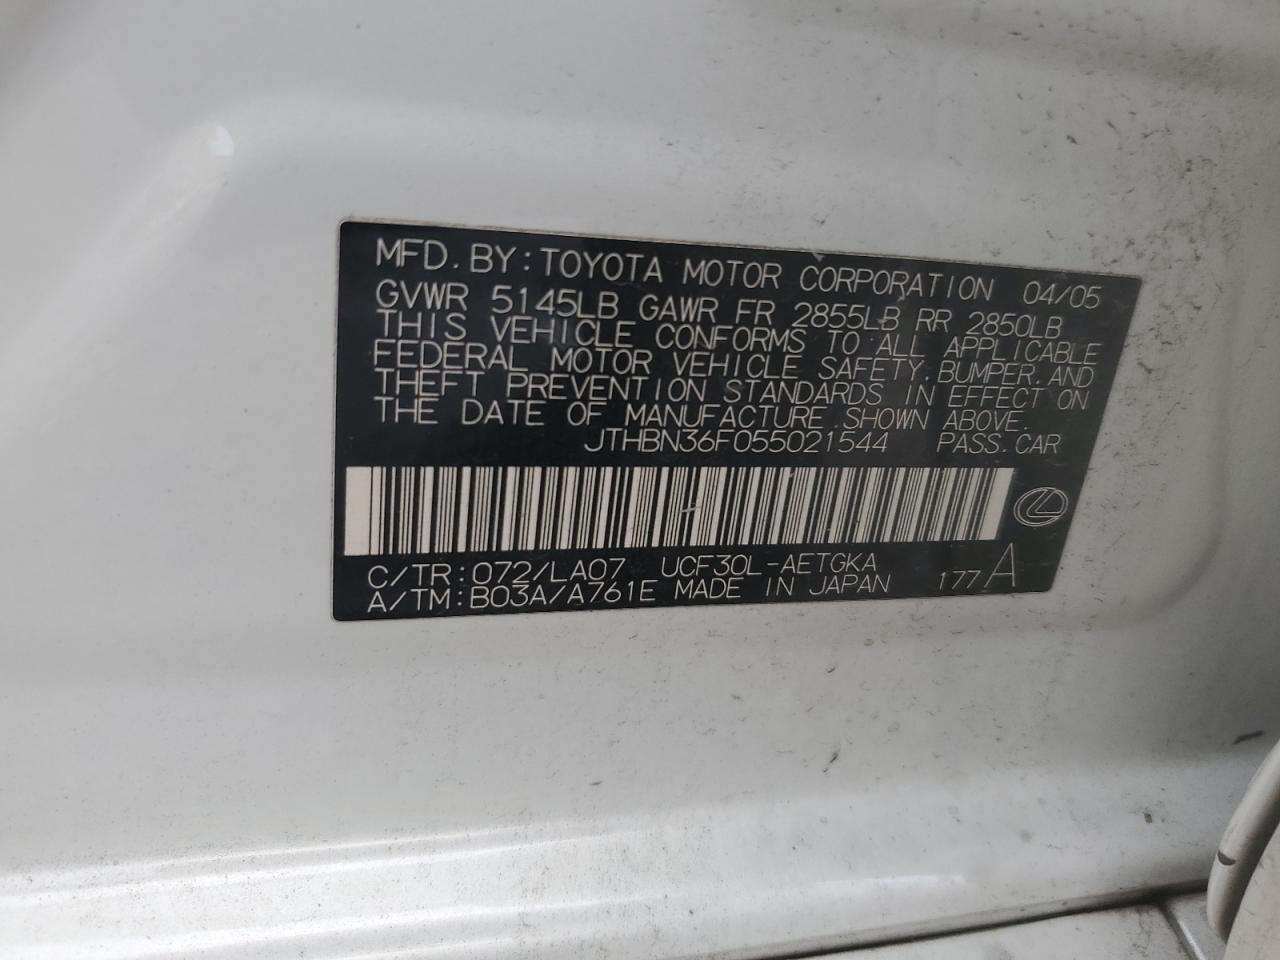 MFD. BY: TOYOTA MOTOR CORPORATION 04/05
GVWR 5145LB GAWR FR 2855LB RR 2850LB
THIS VEHICLE CONFORMS TO ALL APPLICABLE
FEDERAL MOTOR VEHICLE SAFETY, BUMPER, AND
THEFT PREVENTION STANDARDS IN EFFECT ON
THE DATE OF MANUFACTURE SHOWN ABOVE.
JTHBN36F055021544 PASS. CAR
C/TR: 072/LA07 UCF30L-AETGKA
A/TM: B03A/A761E MADE IN JAPAN 177 A